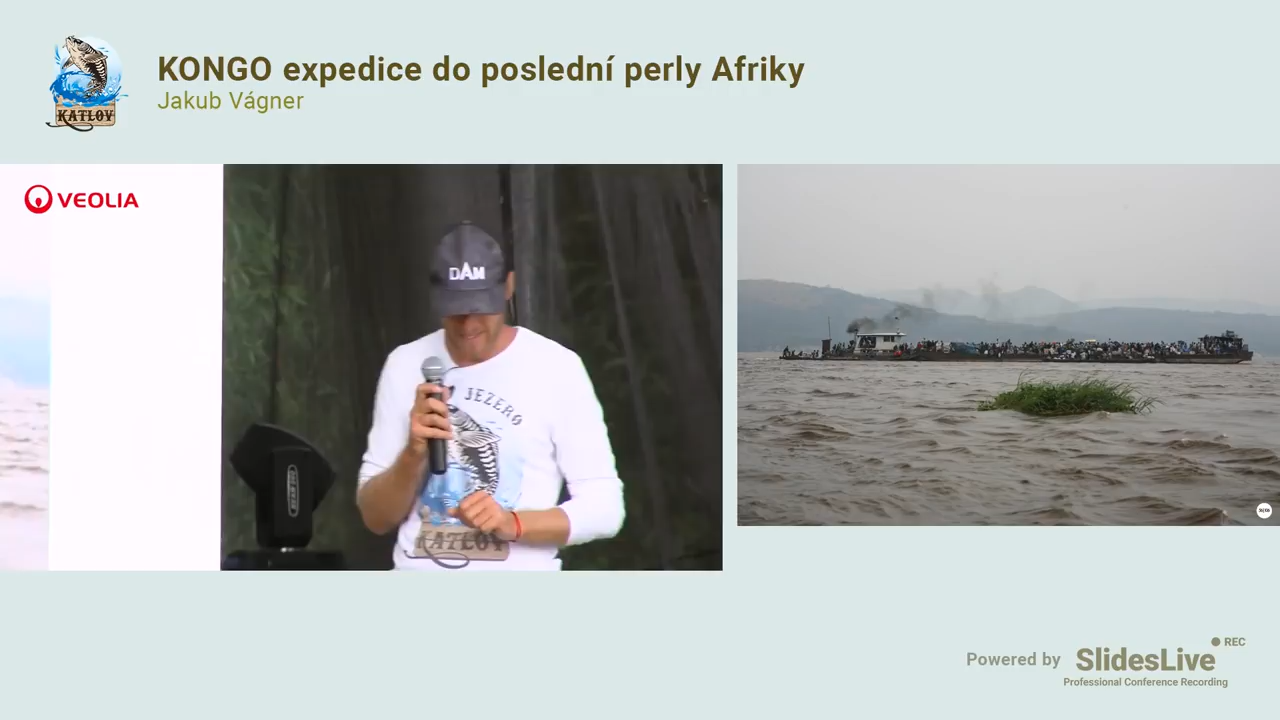 KATLOV
KONGO expedice do poslední perly Afriky
Jakub Vágner
VEOLIA
DAM
JEZERO
KATLOV
Powered by
SlidesLive
REC
Professional Conference Recording